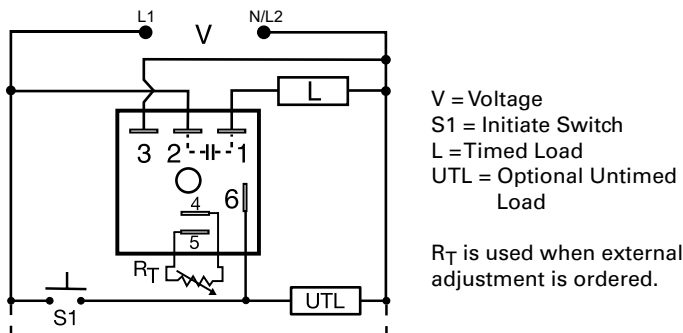 L1
V
N/L2
L
3
2
1
6
4
5
RT
S1
UTL
V = Voltage
S1 = Initiate Switch
L = Timed Load
UTL = Optional Untimed
Load
RT is used when external
adjustment is ordered.